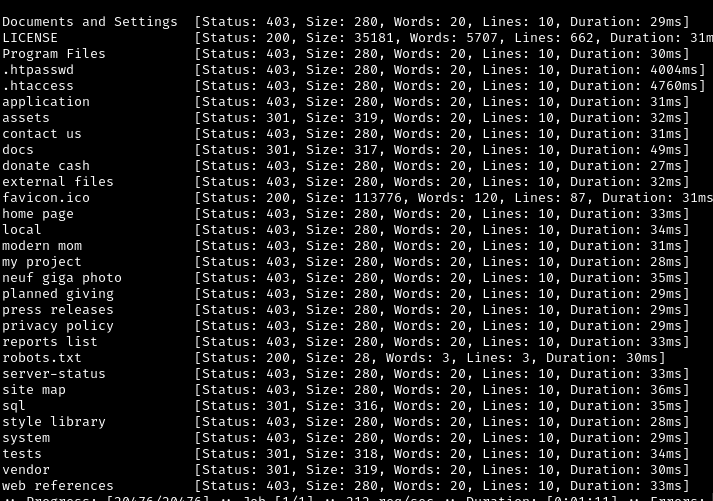 Documents and Settings [Status: 403, Size: 280, Words: 20, Lines: 10, Duration: 29ms]
LICENSE [Status: 200, Size: 35181, Words: 5707, Lines: 662, Duration: 31m
Program Files [Status: 403, Size: 280, Words: 20, Lines: 10, Duration: 30ms]
.htpasswd [Status: 403, Size: 280, Words: 20, Lines: 10, Duration: 4004ms]
.htaccess [Status: 403, Size: 280, Words: 20, Lines: 10, Duration: 4760ms]
application [Status: 403, Size: 280, Words: 20, Lines: 10, Duration: 31ms]
assets [Status: 301, Size: 319, Words: 20, Lines: 10, Duration: 32ms]
contact us [Status: 403, Size: 280, Words: 20, Lines: 10, Duration: 31ms]
docs [Status: 301, Size: 317, Words: 20, Lines: 10, Duration: 49ms]
donate cash [Status: 403, Size: 280, Words: 20, Lines: 10, Duration: 27ms]
external files [Status: 403, Size: 280, Words: 20, Lines: 10, Duration: 32ms]
favicon.ico [Status: 200, Size: 113776, Words: 120, Lines: 87, Duration: 31ms
home page [Status: 403, Size: 280, Words: 20, Lines: 10, Duration: 33ms]
local [Status: 403, Size: 280, Words: 20, Lines: 10, Duration: 34ms]
modern mom [Status: 403, Size: 280, Words: 20, Lines: 10, Duration: 31ms]
my project [Status: 403, Size: 280, Words: 20, Lines: 10, Duration: 28ms]
neuf giga photo [Status: 403, Size: 280, Words: 20, Lines: 10, Duration: 35ms]
planned giving [Status: 403, Size: 280, Words: 20, Lines: 10, Duration: 29ms]
press releases [Status: 403, Size: 280, Words: 20, Lines: 10, Duration: 29ms]
privacy policy [Status: 403, Size: 280, Words: 20, Lines: 10, Duration: 29ms]
reports list [Status: 403, Size: 280, Words: 20, Lines: 10, Duration: 33ms]
robots.txt [Status: 200, Size: 28, Words: 3, Lines: 3, Duration: 30ms]
server-status [Status: 403, Size: 280, Words: 20, Lines: 10, Duration: 33ms]
site map [Status: 403, Size: 280, Words: 20, Lines: 10, Duration: 36ms]
sql [Status: 301, Size: 316, Words: 20, Lines: 10, Duration: 35ms]
style library [Status: 403, Size: 280, Words: 20, Lines: 10, Duration: 28ms]
system [Status: 403, Size: 280, Words: 20, Lines: 10, Duration: 29ms]
tests [Status: 301, Size: 318, Words: 20, Lines: 10, Duration: 34ms]
vendor [Status: 301, Size: 319, Words: 20, Lines: 10, Duration: 30ms]
web references [Status: 403, Size: 280, Words: 20, Lines: 10, Duration: 33ms]
:: Progress: [20476/20476] :: Job [1/1] :: 212 req/sec :: Duration: [0:01:11] :: Errors: